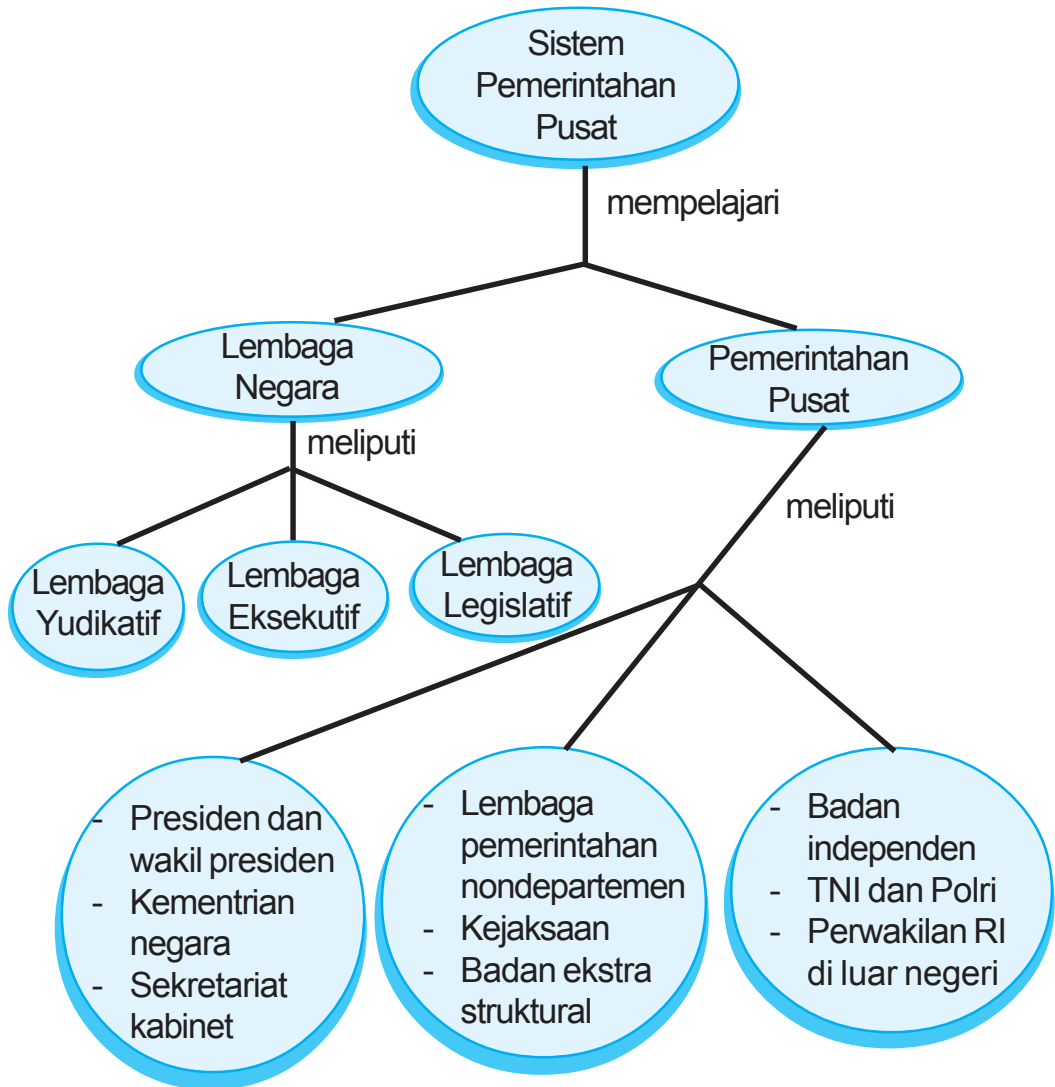 Sistem
Pemerintahan
Pusat
mempelajari
Lembaga
Negara
Pemerintahan
Pusat
meliputi
meliputi
Lembaga
Yudikatif
Lembaga
Eksekutif
Lembaga
Legislatif
- Presiden dan
wakil presiden
- Kementrian
negara
- Sekretariat
kabinet
- Lembaga
pemerintahan
nondepartemen
- Kejaksaan
- Badan ekstra
struktural
- Badan
independen
- TNI dan Polri
- Perwakilan RI
di luar negeri